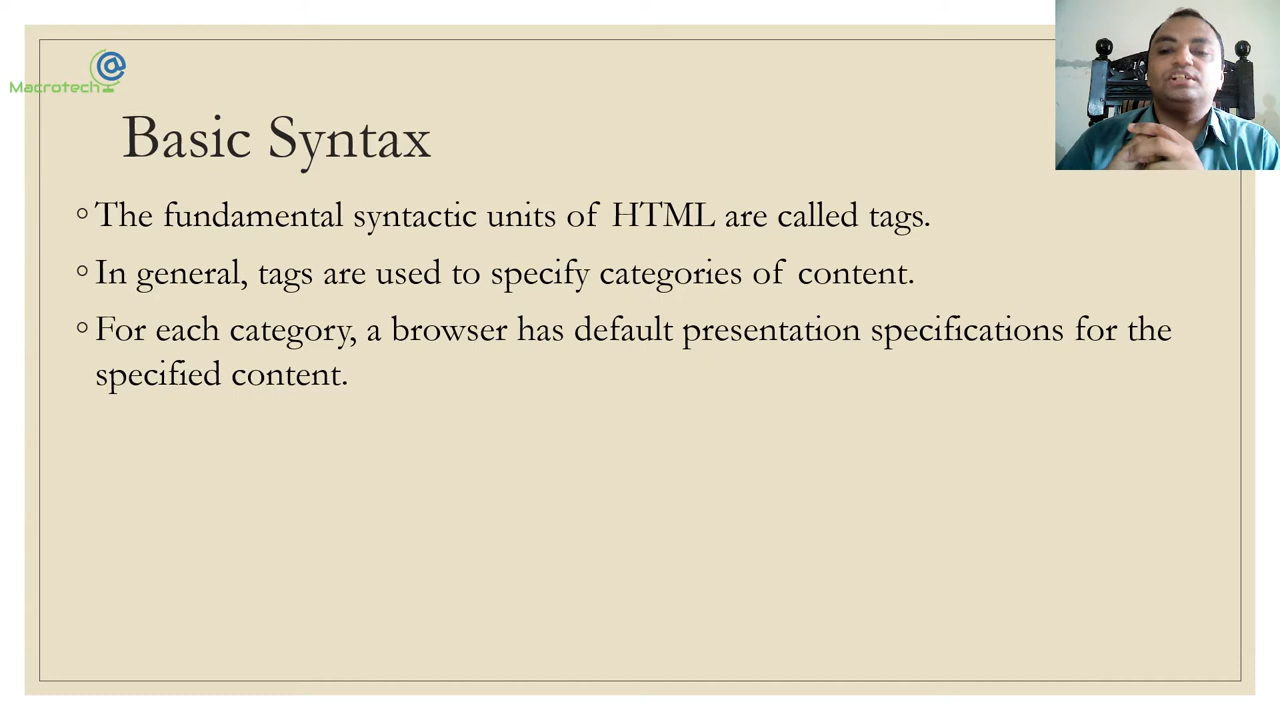 Macrotech
Basic Syntax
The fundamental syntactic units of HTML are called tags.
In general, tags are used to specify categories of content.
For each category, a browser has default presentation specifications for the
specified content.